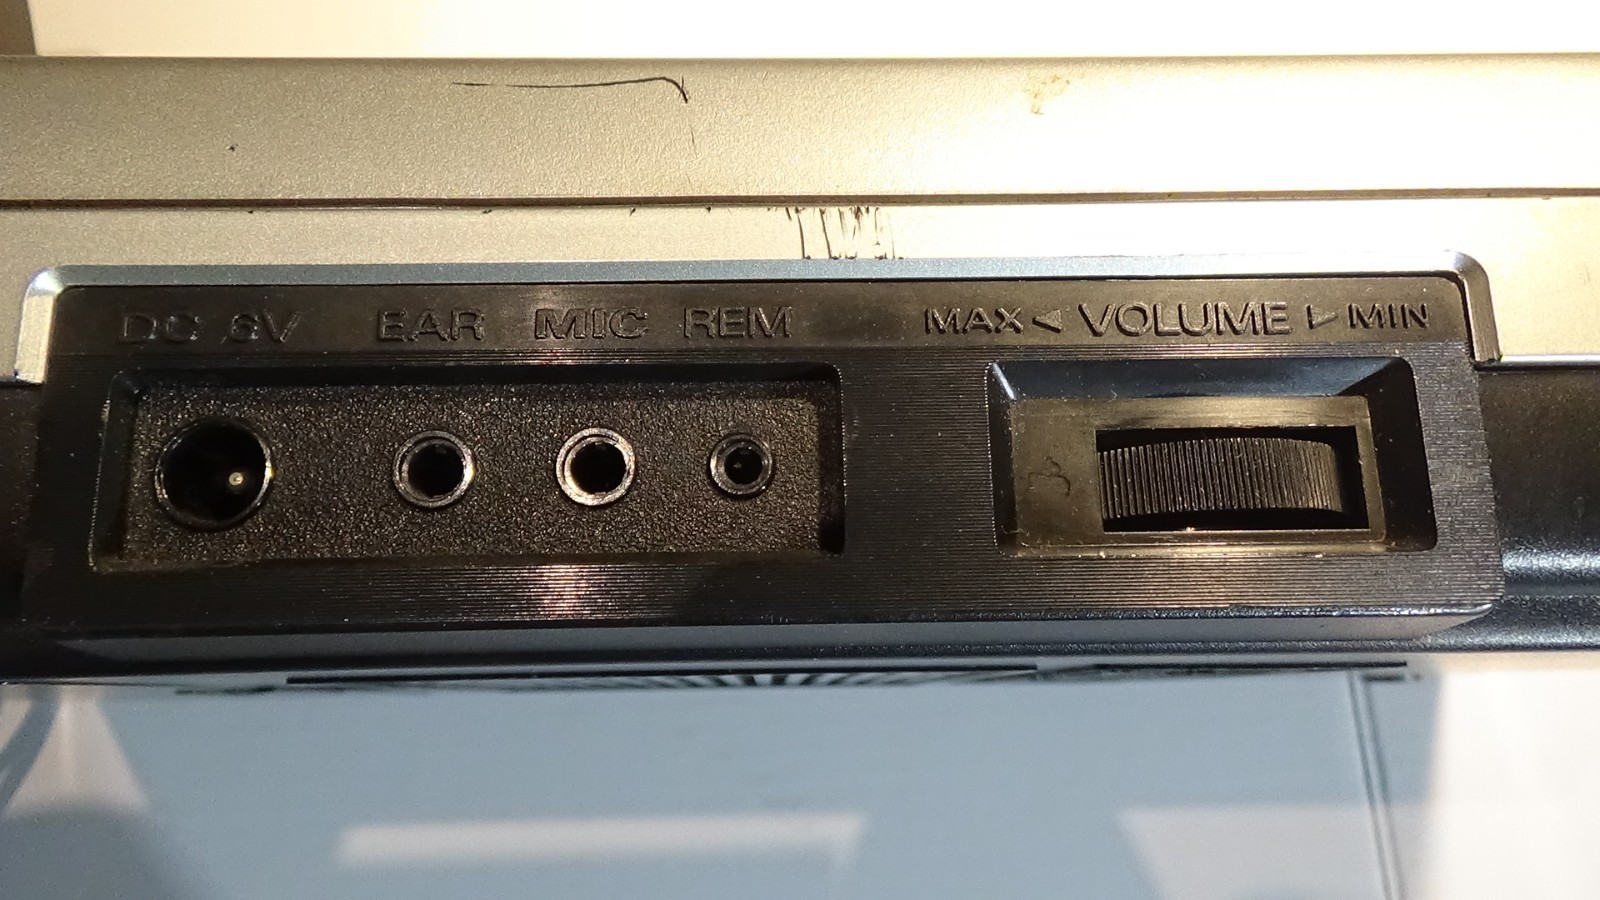 DC 6V EAR MIC REM MAX ◁ VOLUME ▷ MIN